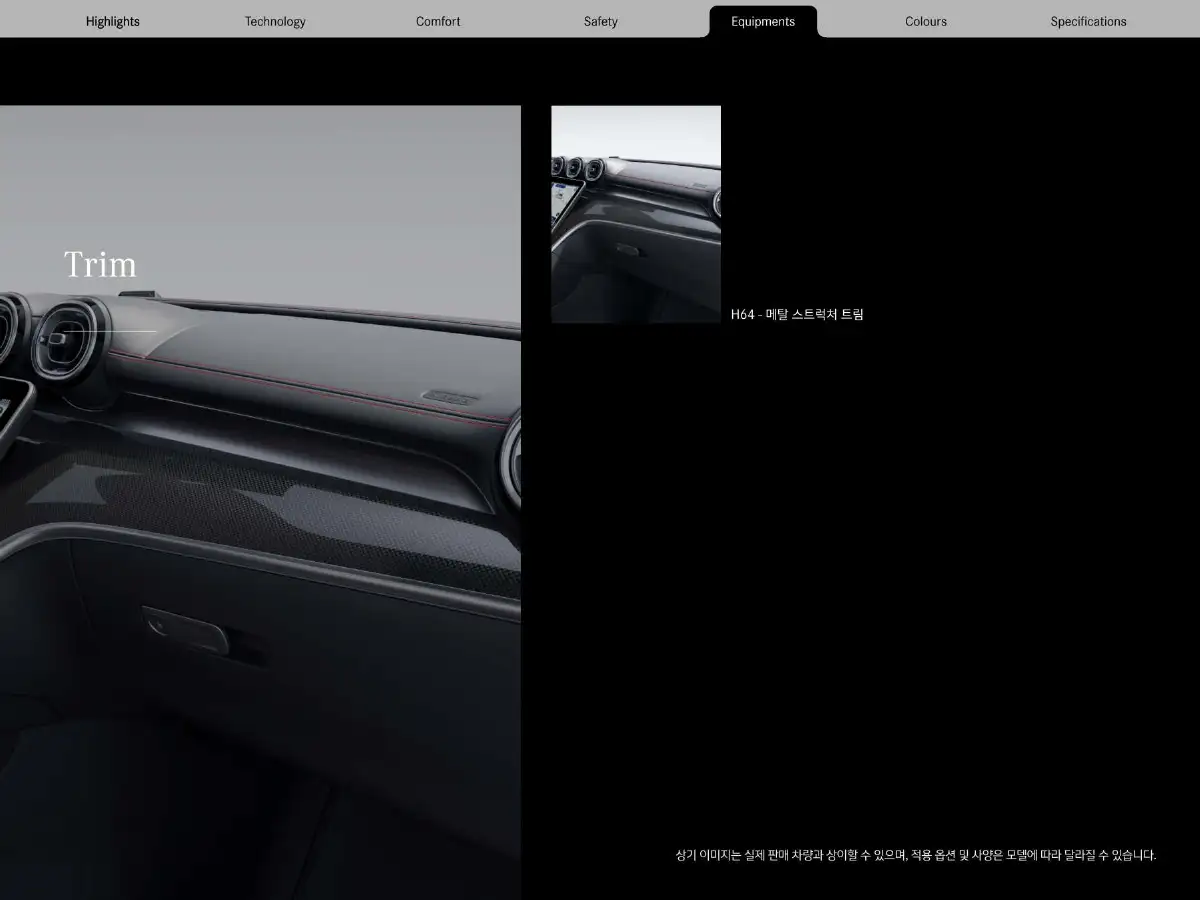 Highlights
Technology
Comfort
Safety
Equipments
Colours
Specifications
Trim
H64 - 메탈 스트럭처 트림
상기 이미지는 실제 판매 차량과 상이할 수 있으며, 적용 옵션 및 사양은 모델에 따라 달라질 수 있습니다.